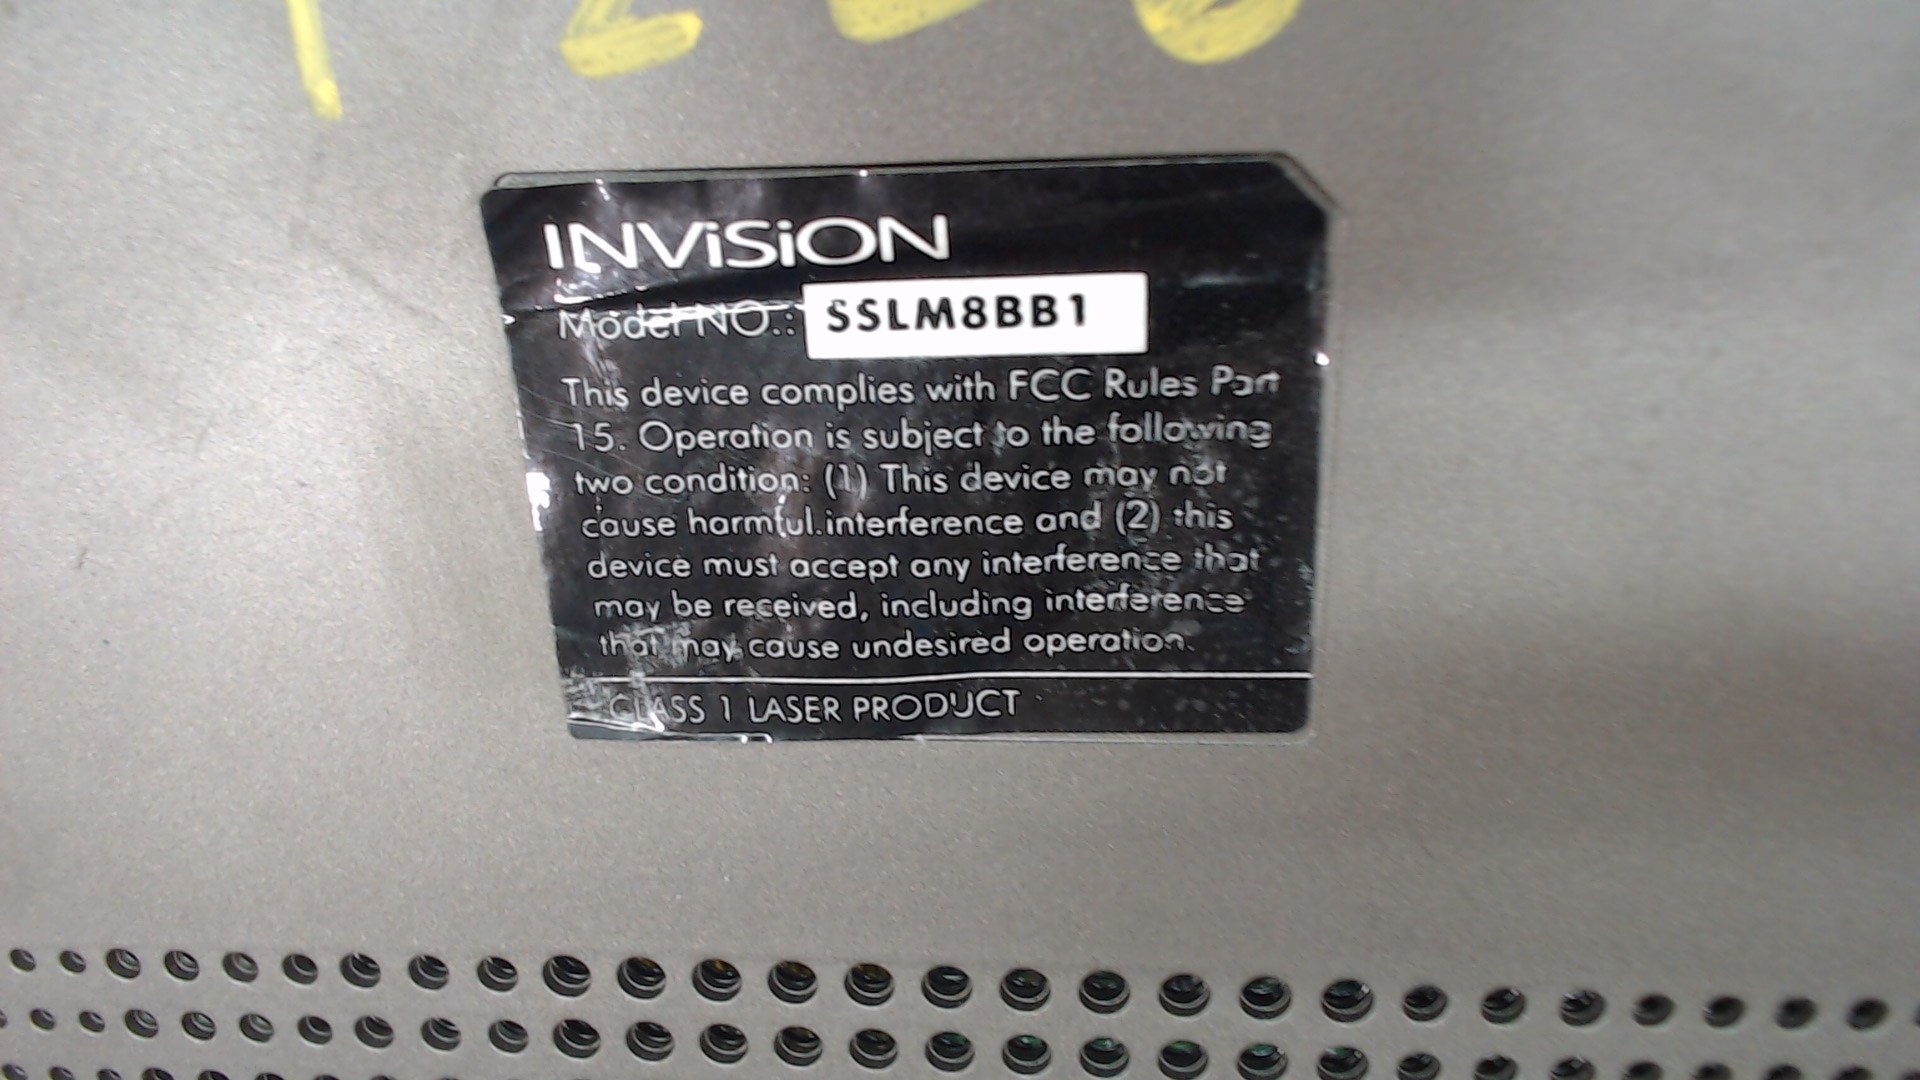 INViSiON
Model NO.: SSLM8BB1
This device complies with FCC Rules Part
15. Operation is subject to the following
two condition: (1) This device may not
cause harmful interference and (2) this
device must accept any interference that
may be received, including interference
that may cause undesired operation.
CLASS 1 LASER PRODUCT